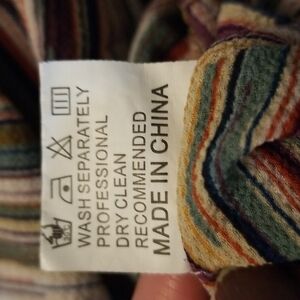 WASH SEPARATELY
PROFESSIONAL
DRY CLEAN
RECOMMENDED
MADE IN CHINA